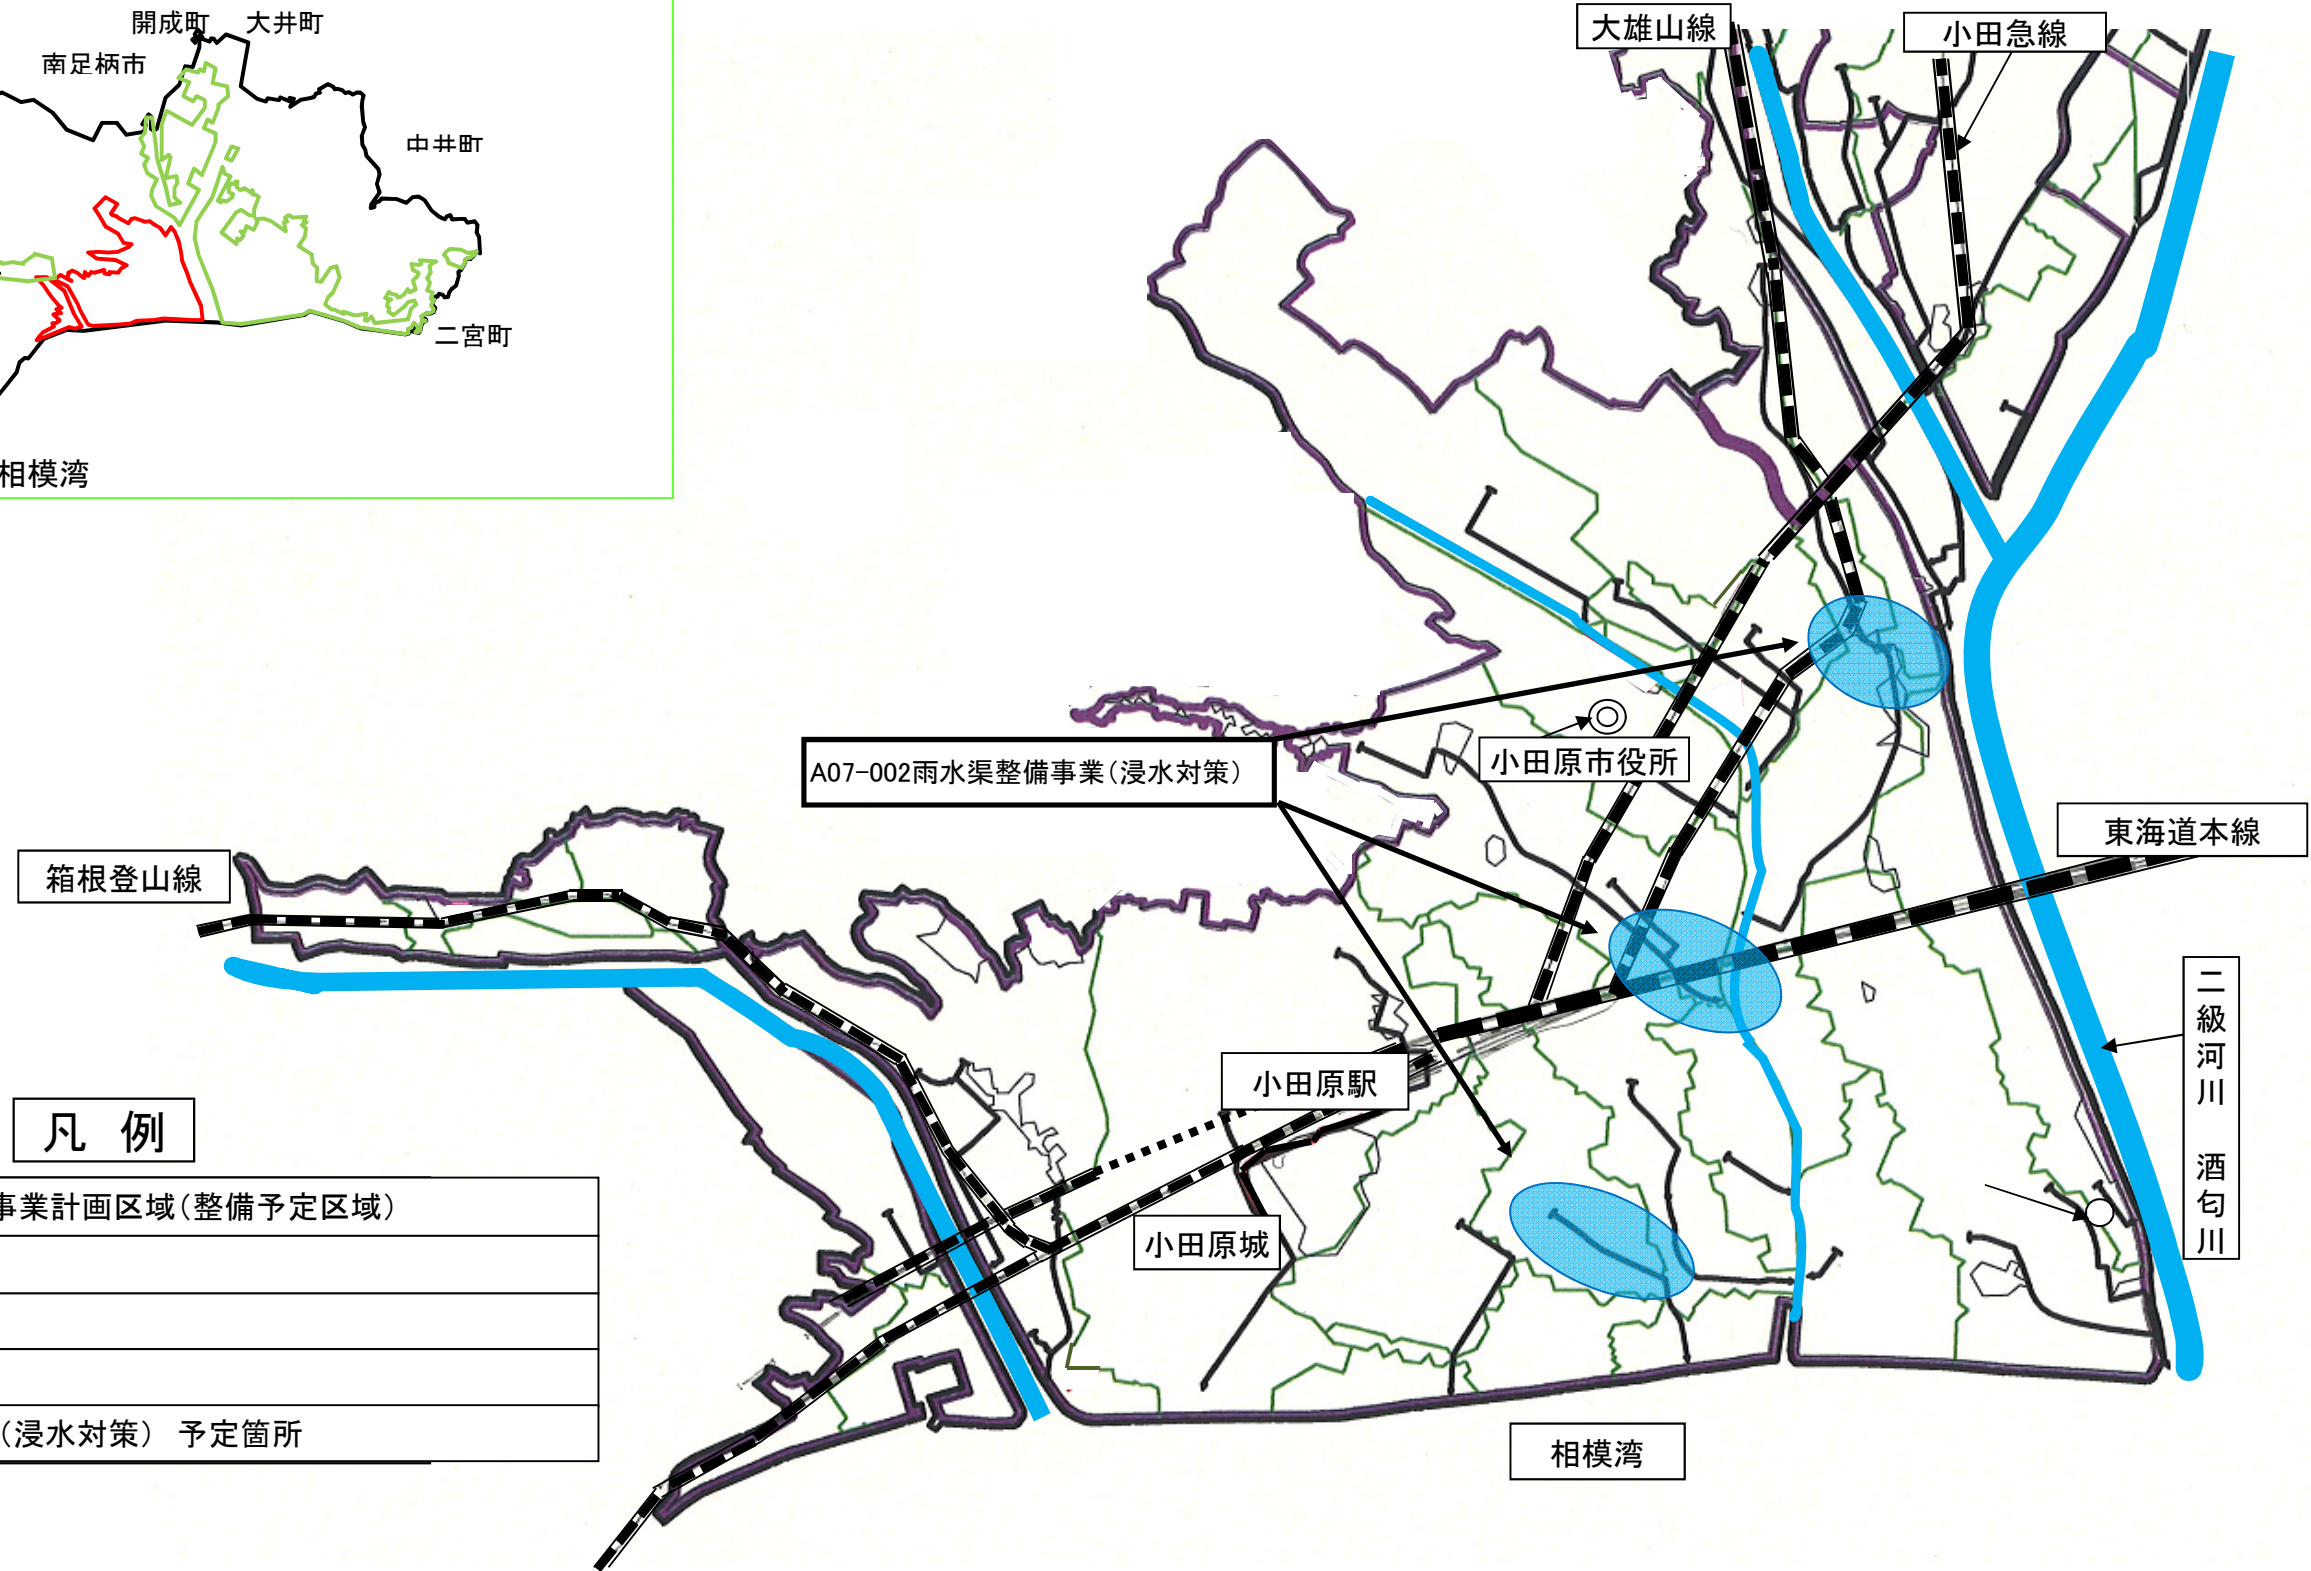 開成町
大井町
南足柄市
中井町
二宮町
相模湾
大雄山線
小田急線
小田原市役所
A07-002雨水渠整備事業（浸水対策）
東海道本線
箱根登山線
二級河川　酒匂川
小田原駅
小田原城
凡 例
事業計画区域（整備予定区域）
（浸水対策） 予定箇所
相模湾